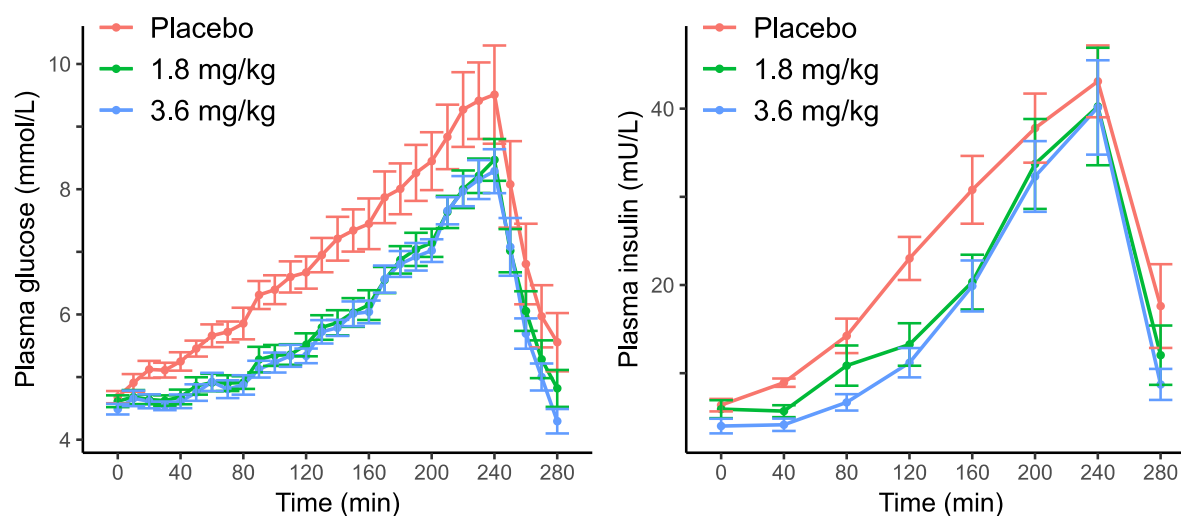 Placebo
1.8 mg/kg
3.6 mg/kg
Plasma glucose (mmol/L)
10
8
6
4
0 40 80 120 160 200 240 280
Time (min)
Placebo
1.8 mg/kg
3.6 mg/kg
Plasma insulin (mU/L)
40
20
0 40 80 120 160 200 240 280
Time (min)